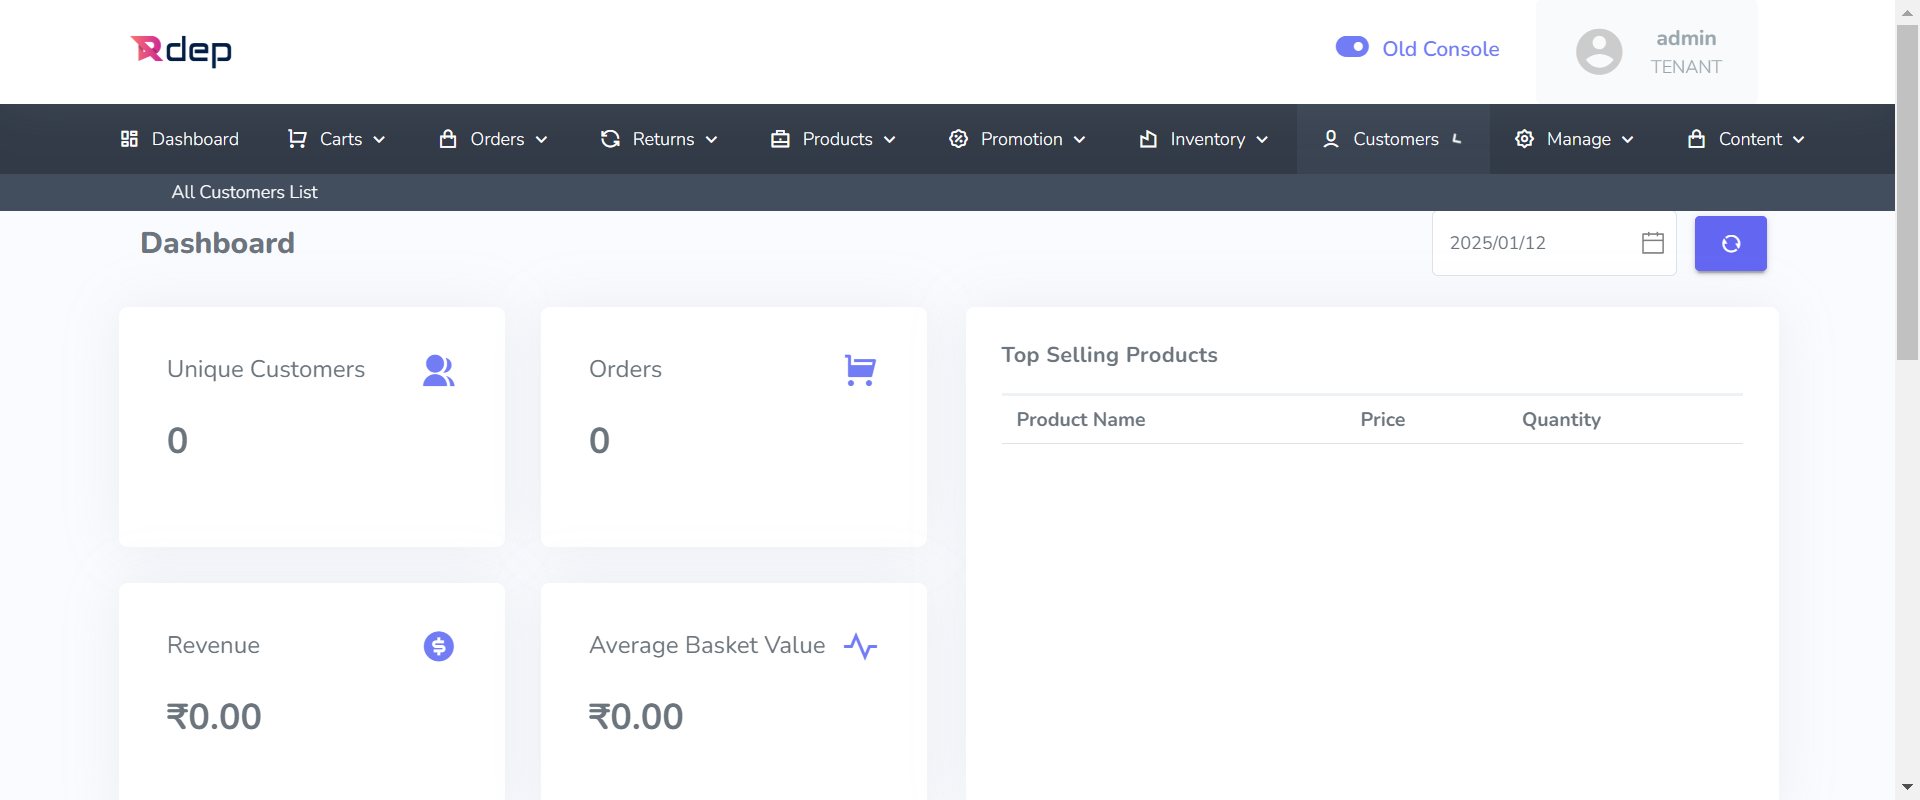 Rdep
Old Console
admin
TENANT
Dashboard Carts Orders Returns Products Promotion Inventory Customers Manage Content
All Customers List
Dashboard
2025/01/12
Unique Customers
0
Orders
0
Top Selling Products
Product Name Price Quantity
Revenue
₹0.00
Average Basket Value
₹0.00